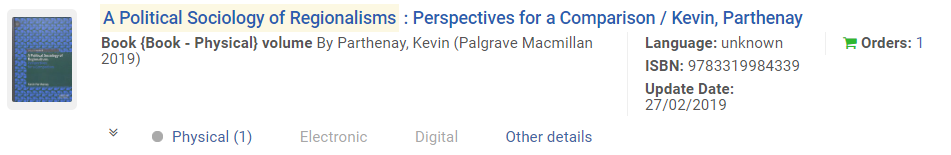 A Political Sociology of Regionalisms : Perspectives for a Comparison / Kevin, Parthenay
Book {Book - Physical} volume By Parthenay, Kevin (Palgrave Macmillan
2019)
Language: unknown
ISBN: 9783319984339
Update Date:
27/02/2019
Orders: 1
Physical (1) Electronic Digital Other details